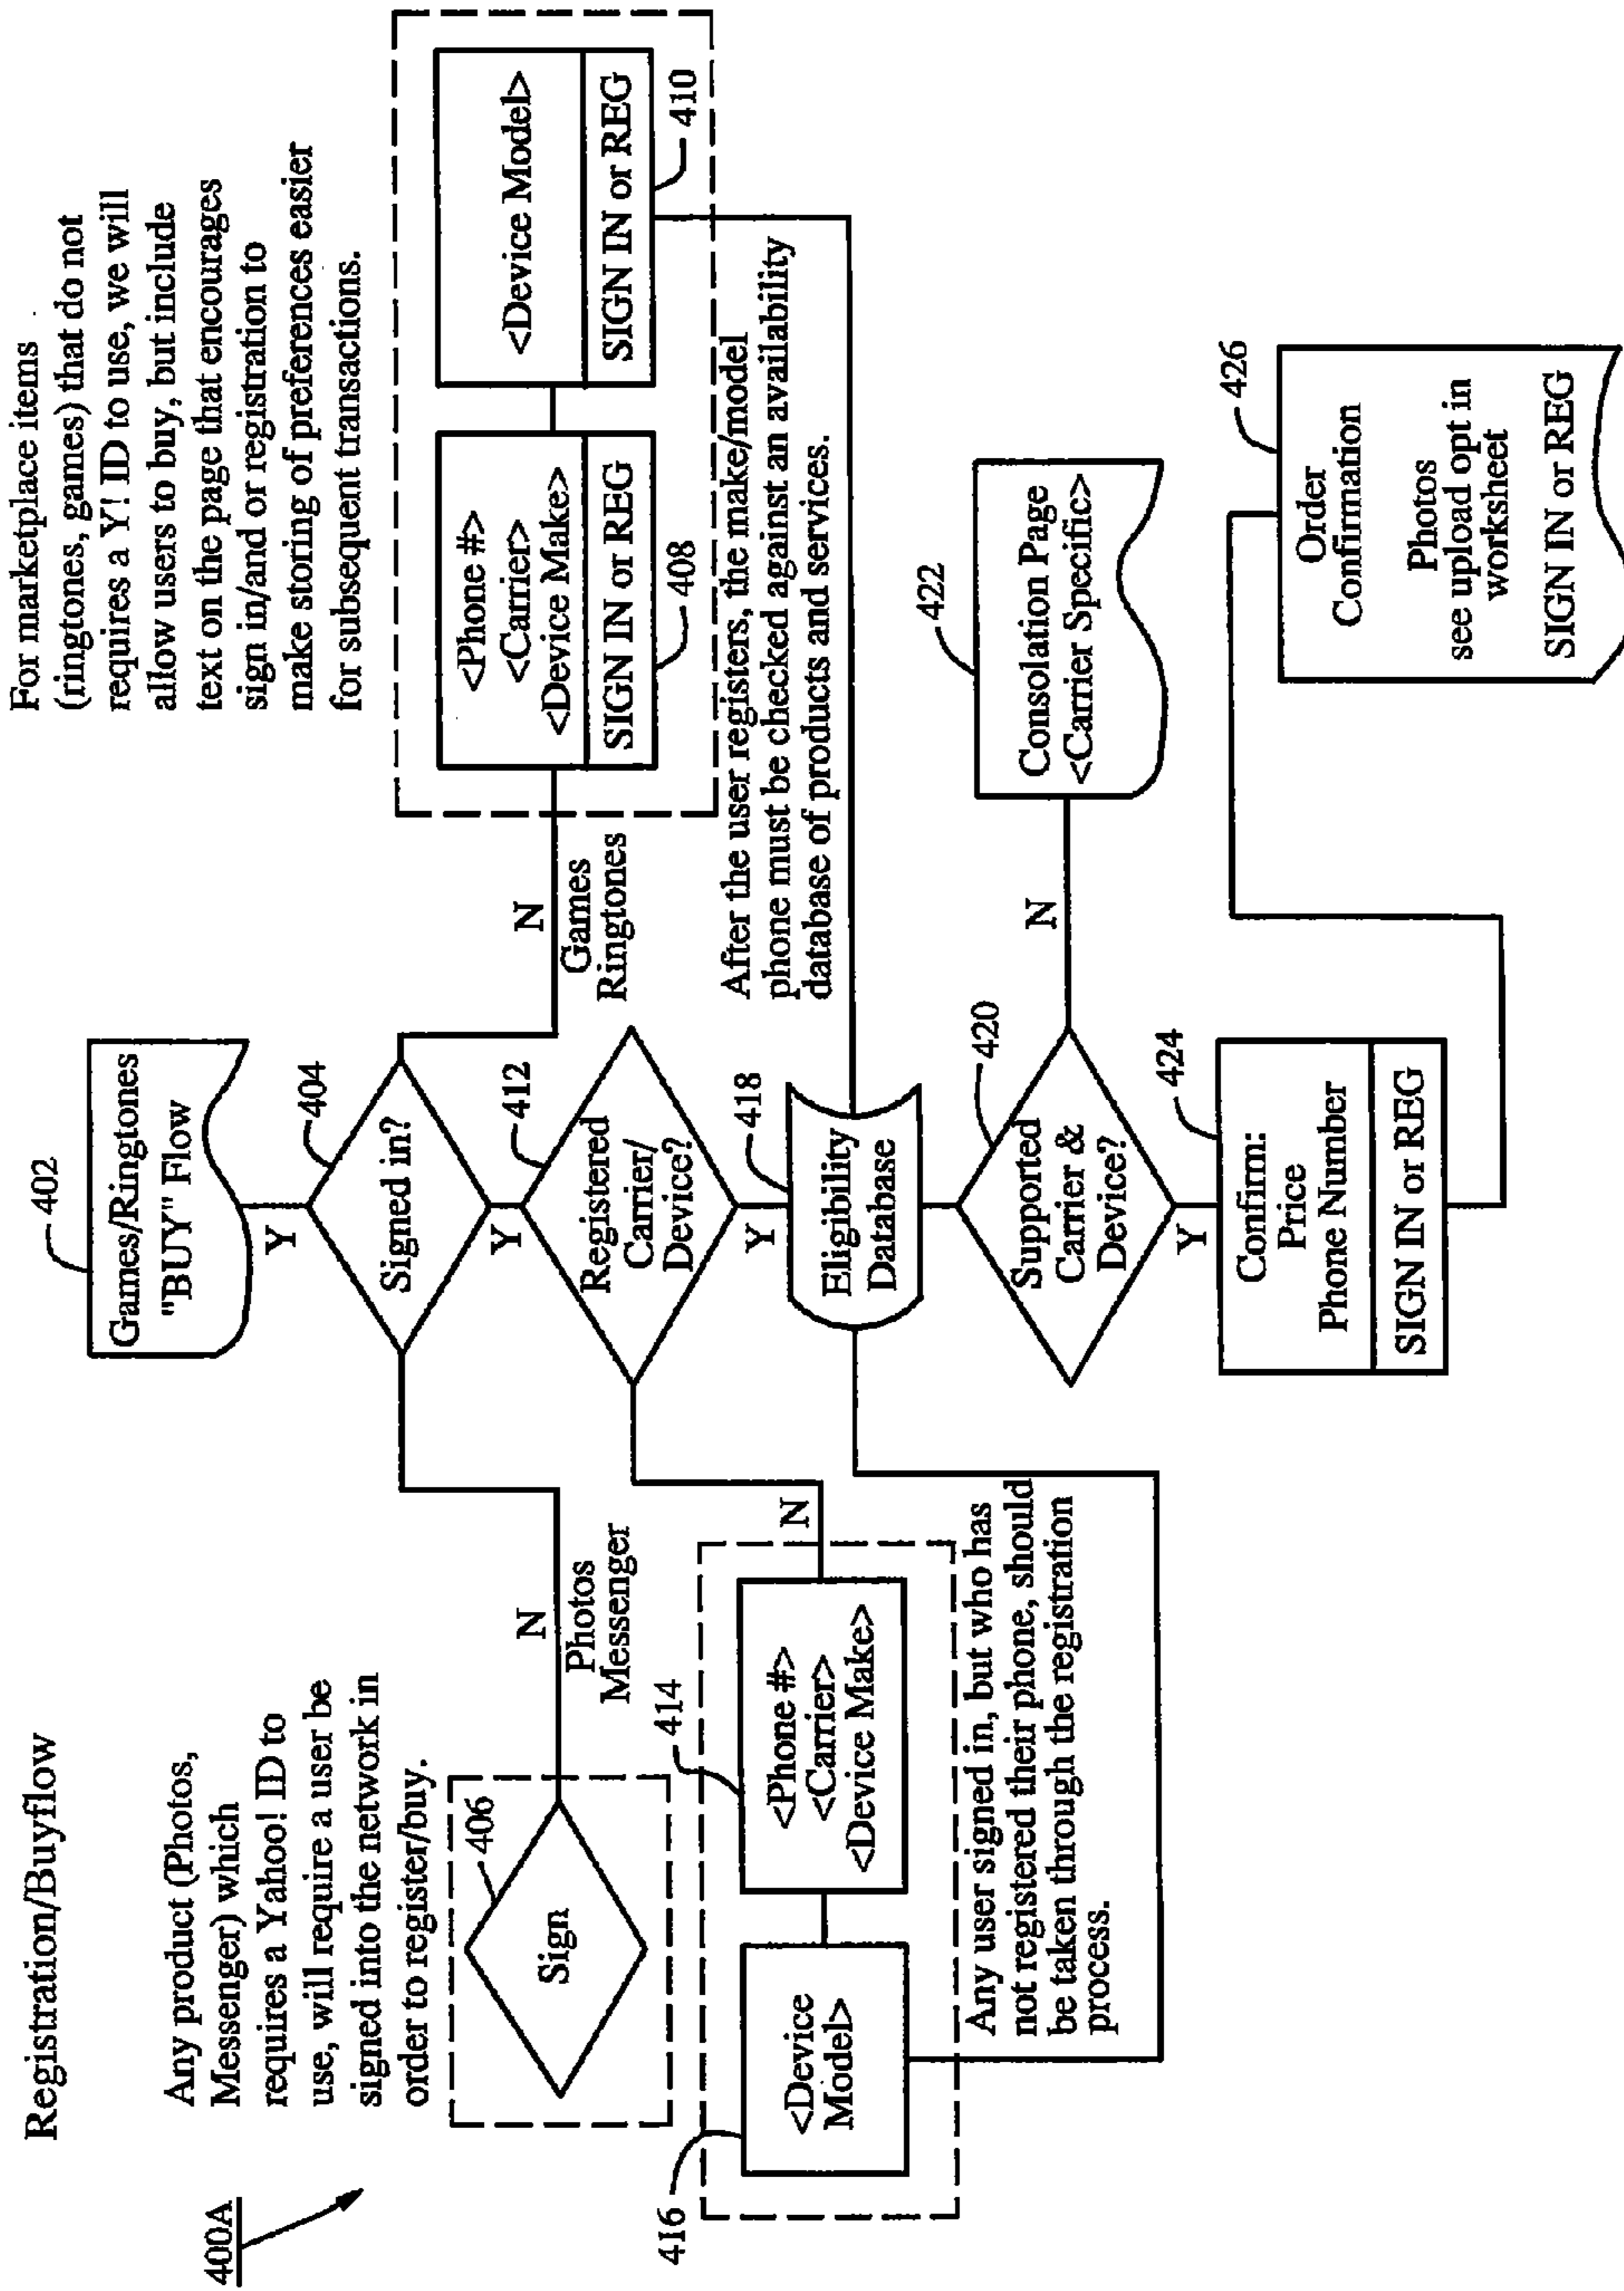 Registration/Buyflow
400A
Any product (Photos,
Messenger) which
requires a Yahoo! ID to
use, will require a user be
signed into the network in
order to register/buy.
402
Games/Ringtones
"BUY" Flow
For marketplace items
(ringtones, games) that do not
requires a Y! ID to use, we will
allow users to buy, but include
text on the page that encourages
sign in/and or registration to
make storing of preferences easier
for subsequent transactions.
Y
404
Signed in?
N
Photos
Messenger
406
Sign
N
Games
Ringtones
<Phone #>
<Carrier>
<Device Make>
SIGN IN or REG
408
<Device Model>
SIGN IN or REG
410
Y
412
Registered
Carrier/
Device?
N
414
<Phone #>
<Carrier>
<Device Make>
416
<Device
Model>
Any user signed in, but who has
not registered their phone, should
be taken through the registration
process.
After the user registers, the make/model
phone must be checked against an availability
database of products and services.
Y
418
Eligibility
Database
420
Supported
Carrier &
Device?
N
422
Consolation Page
<Carrier Specific>
Y
424
Confirm:
Price
Phone Number
SIGN IN or REG
426
Order
Confirmation
Photos
see upload opt in
worksheet
SIGN IN or REG